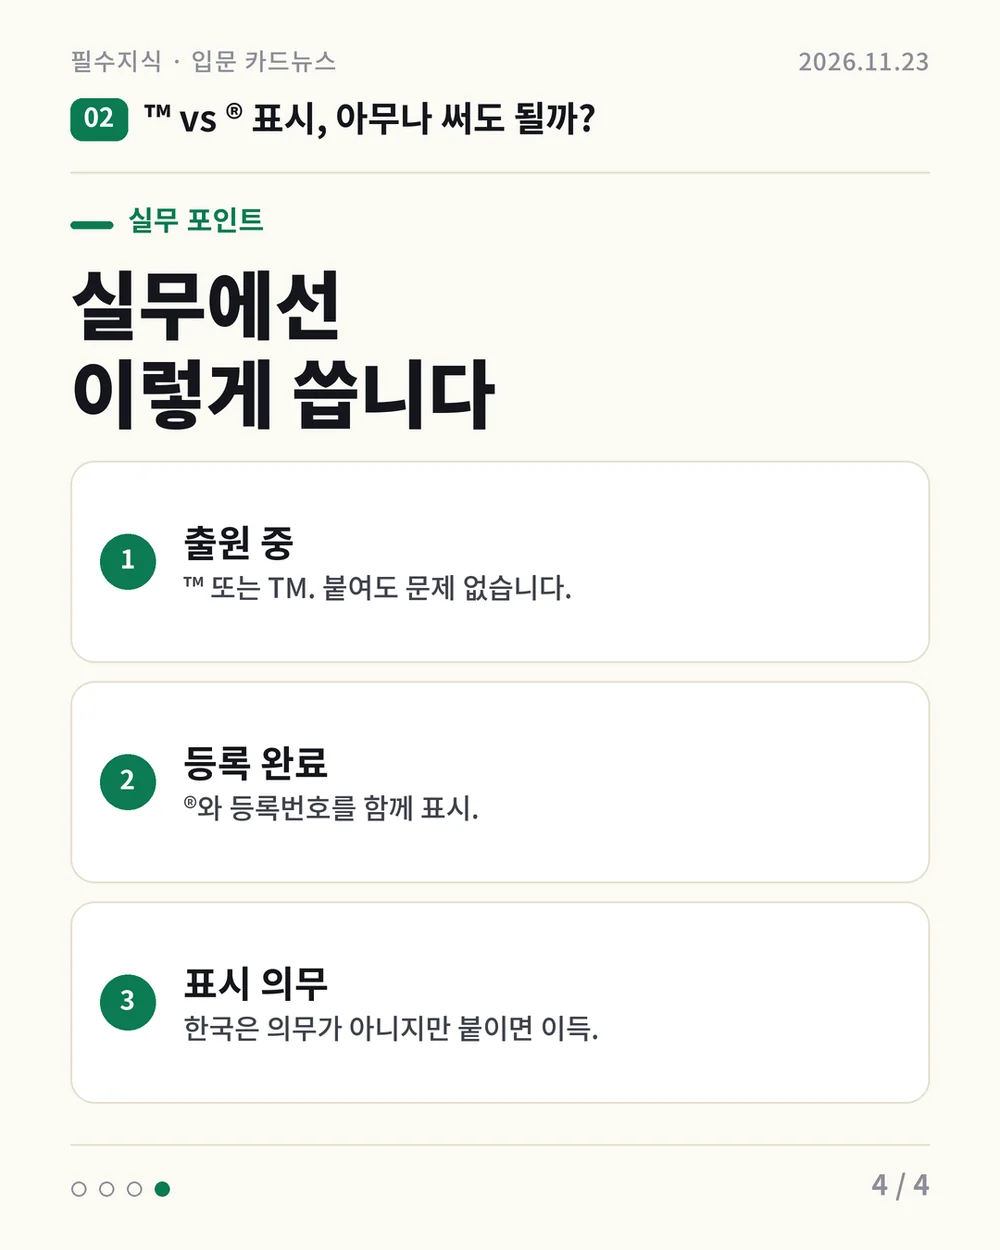 필수지식 · 입문 카드뉴스
2026.11.23
02 ™ vs ® 표시, 아무나 써도 될까?
실무 포인트
실무에선
이렇게 씁니다
1
출원 중
™ 또는 TM. 붙여도 문제 없습니다.
2
등록 완료
®와 등록번호를 함께 표시.
3
표시 의무
한국은 의무가 아니지만 붙이면 이득.
4 / 4